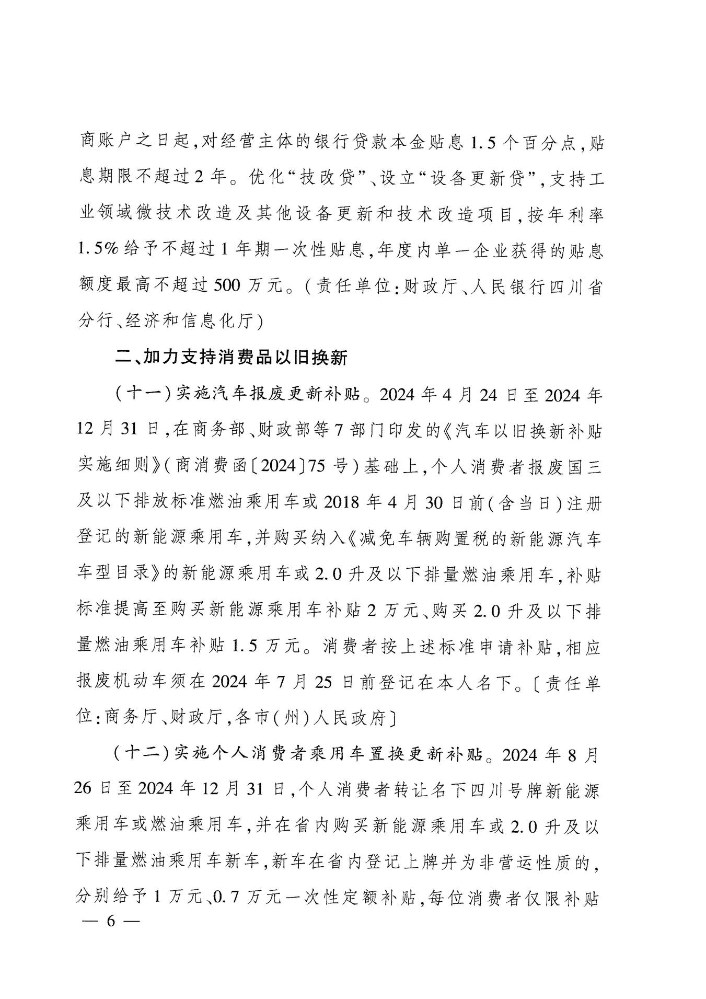 商账户之日起,对经营主体的银行贷款本金贴息1.5个百分点,贴
息期限不超过2年。优化“技改贷”、设立“设备更新贷”,支持工
业领域微技术改造及其他设备更新和技术改造项目,按年利率
1.5%给予不超过1年期一次性贴息,年度内单一企业获得的贴息
额度最高不超过500万元。(责任单位:财政厅、人民银行四川省
分行、经济和信息化厅)
二、加力支持消费品以旧换新
(十一)实施汽车报废更新补贴。2024年4月24日至2024年
12月31日,在商务部、财政部等7部门印发的《汽车以旧换新补贴
实施细则》(商消费函〔2024〕75号)基础上,个人消费者报废国三
及以下排放标准燃油乘用车或2018年4月30日前(含当日)注册
登记的新能源乘用车,并购买纳入《减免车辆购置税的新能源汽车
车型目录》的新能源乘用车或2.0升及以下排量燃油乘用车,补贴
标准提高至购买新能源乘用车补贴2万元、购买2.0升及以下排
量燃油乘用车补贴1.5万元。消费者按上述标准申请补贴,相应
报废机动车须在2024年7月25日前登记在本人名下。〔责任单
位:商务厅、财政厅,各市(州)人民政府〕
(十二)实施个人消费者乘用车置换更新补贴。2024年8月
26日至2024年12月31日,个人消费者转让名下四川号牌新能源
乘用车或燃油乘用车,并在省内购买新能源乘用车或2.0升及以
下排量燃油乘用车新车,新车在省内登记上牌并为非营运性质的,
分别给予1万元、0.7万元一次性定额补贴,每位消费者仅限补贴
— 6 —